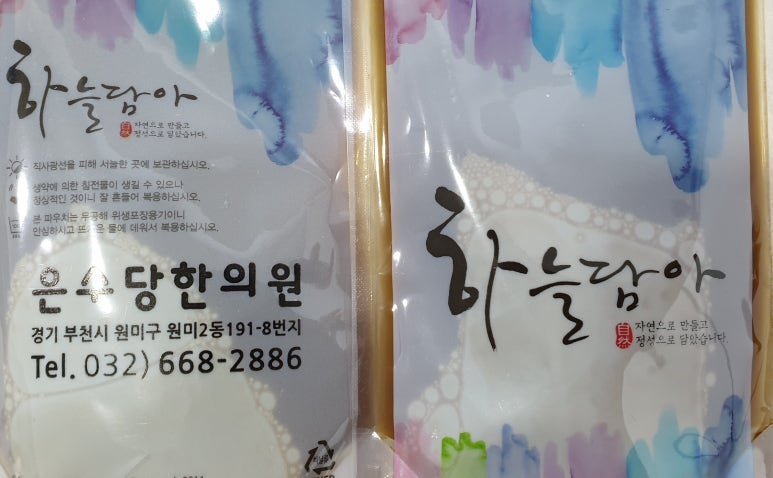 하늘담아
自然
자연으로 만들고
정성으로 담았습니다.
직사광선을 피해 서늘한 곳에 보관하십시오.
생약에 의한 침전물이 생길 수 있으나
정상적인 것이니 잘 흔들어 복용하십시오.
본 파우치는 무공해 위생포장용기이니
안심하시고 뜨거운 물에 데워서 복용하십시오.
은수당한의원
경기 부천시 원미구 원미2동191-8번지
Tel. 032) 668-2886
하늘담아
自然
자연으로 만들고
정성으로 담았습니다.